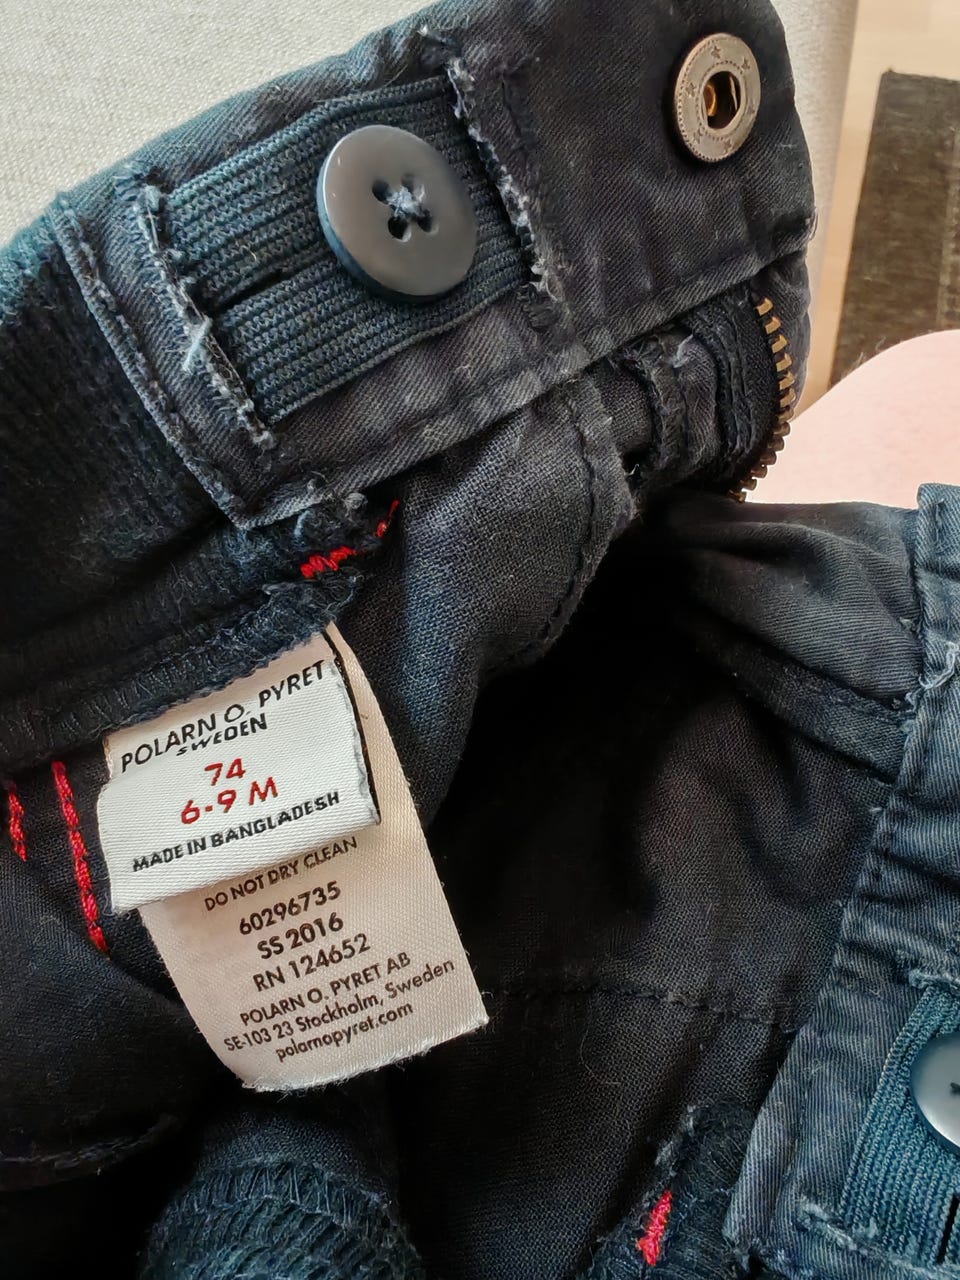 POLARN O. PYRET
SWEDEN
74
6-9 M
MADE IN BANGLADESH
DO NOT DRY CLEAN
60296735
SS 2016
RN 124652
POLARN O. PYRET AB
SE-103 23 Stockholm, Sweden
polarnopyret.com